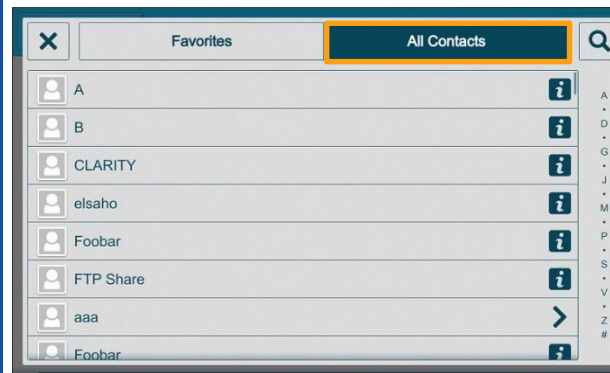 Favorites
All Contacts
A
B
CLARITY
elsaho
Foobar
FTP Share
aaa
Foobar
A
D
G
J
M
P
S
V
Z
#